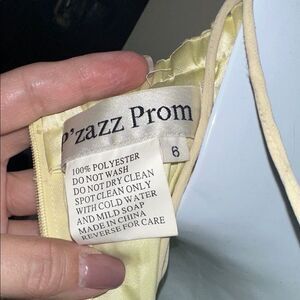 P'zazz Prom
6
100% POLYESTER
DO NOT WASH
DO NOT DRY CLEAN
SPOT CLEAN ONLY
WITH COLD WATER
AND MILD SOAP
MADE IN CHINA
REVERSE FOR CARE